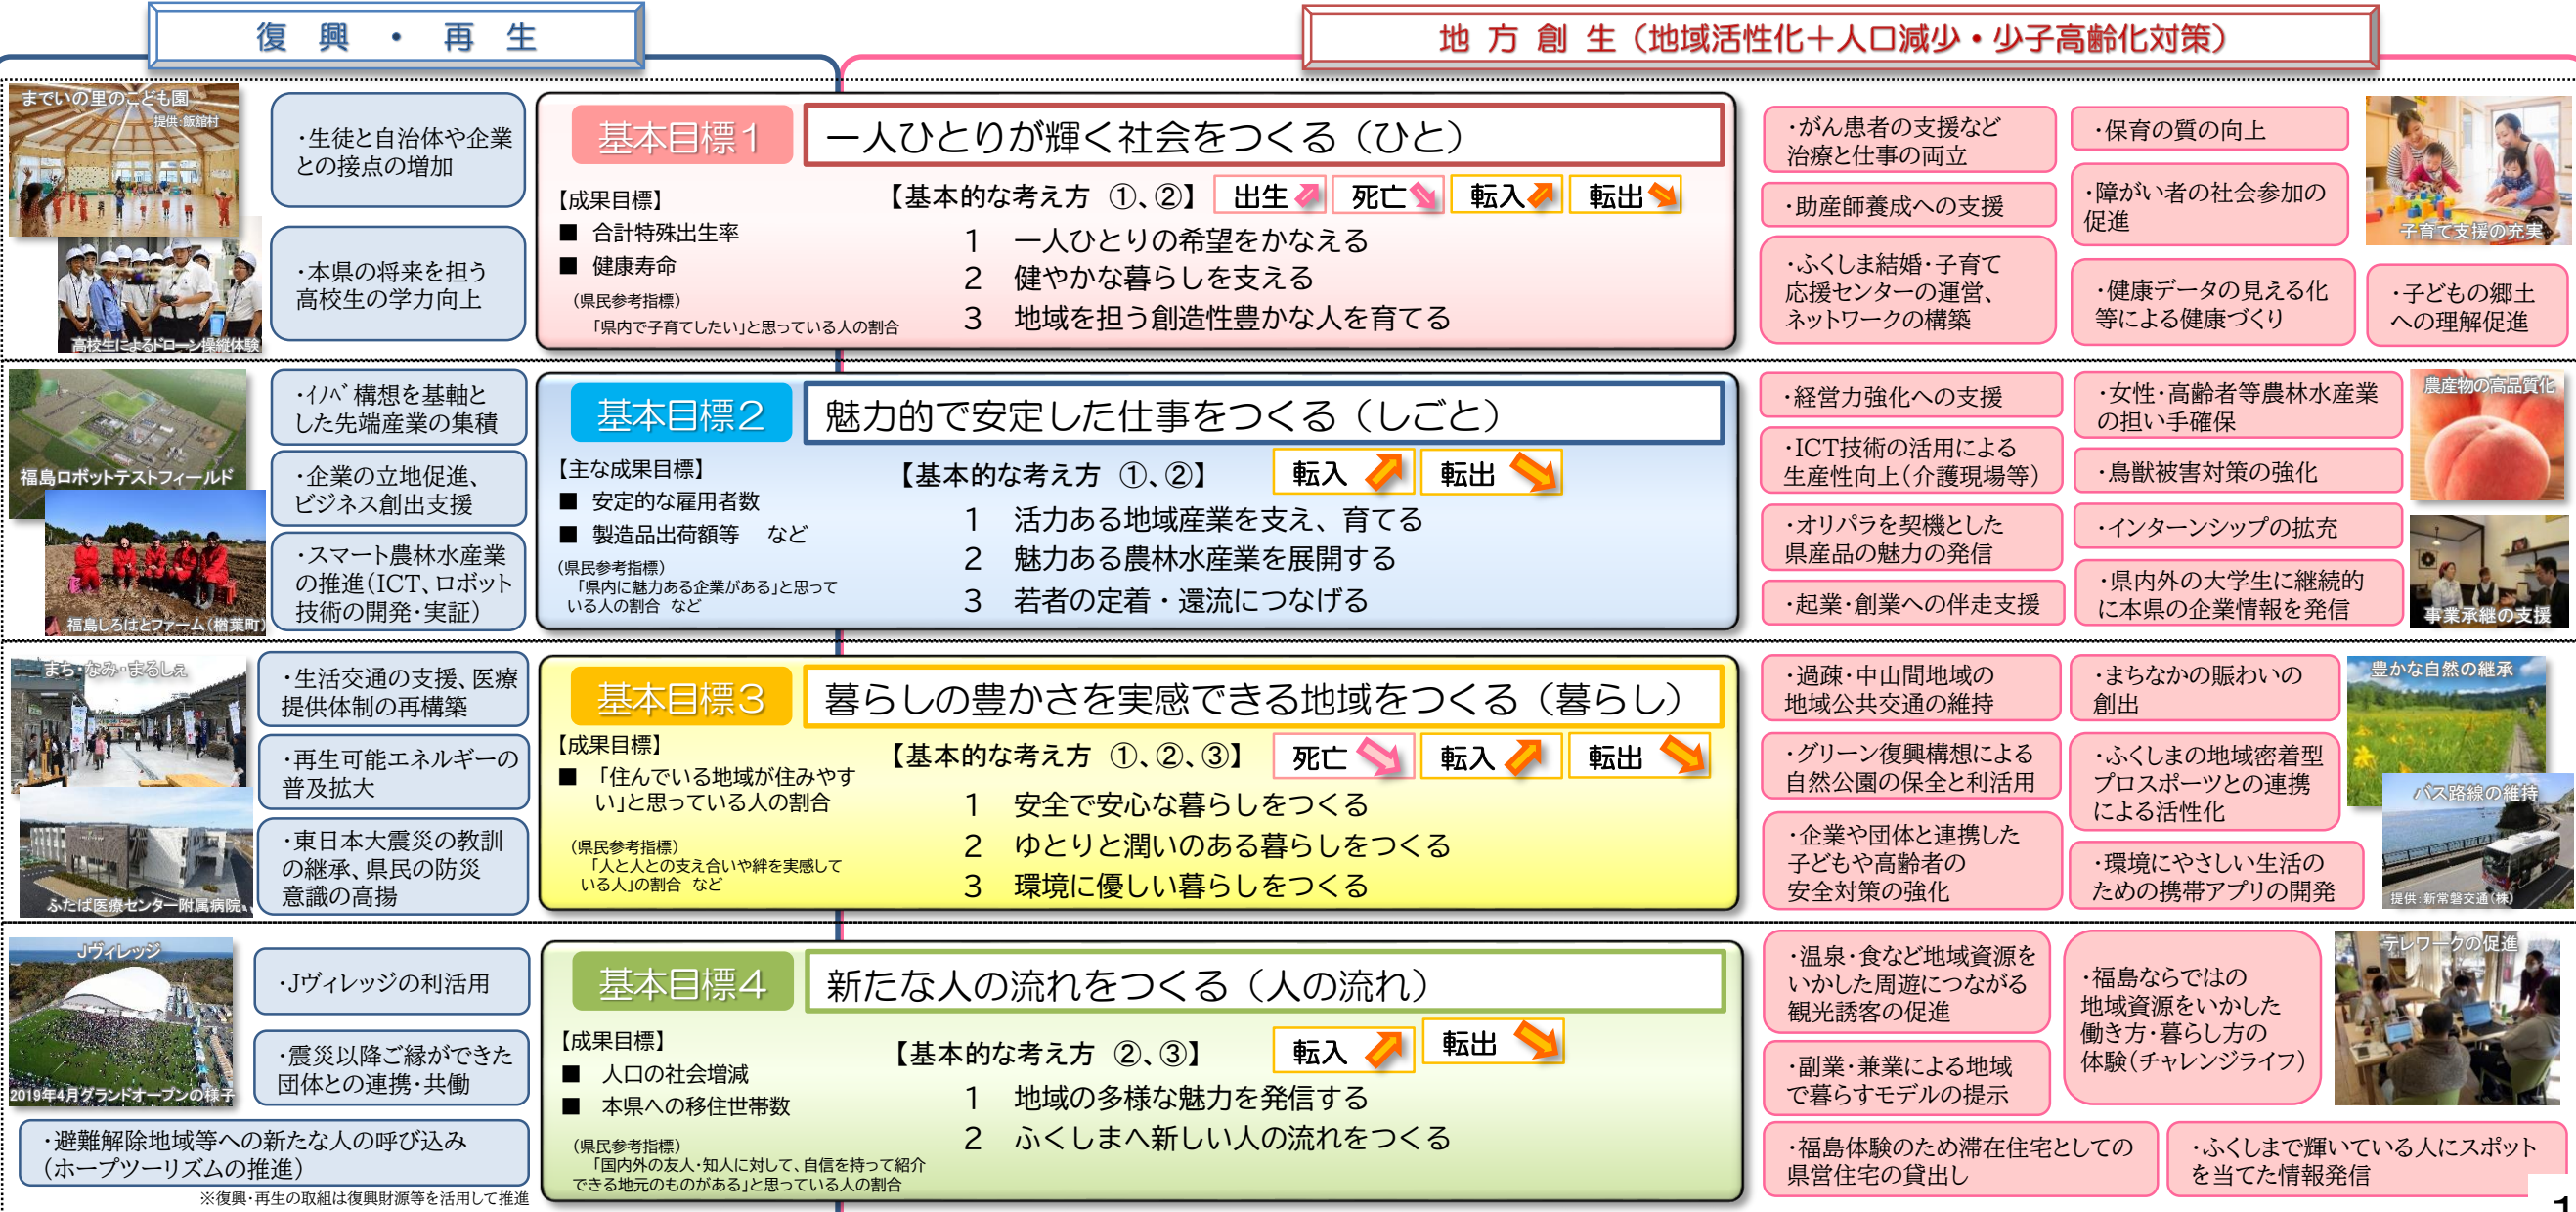 復興・再生
地方創生（地域活性化＋人口減少・少子高齢化対策）
までいの里のこども園
提供:飯舘村
高校生によるドローン操縦体験
・生徒と自治体や企業
との接点の増加
・本県の将来を担う
高校生の学力向上
基本目標１
一人ひとりが輝く社会をつくる（ひと）
【成果目標】
■ 合計特殊出生率
■ 健康寿命
（県民参考指標）
「県内で子育てしたい」と思っている人の割合
【基本的な考え方 ①、②】
出生
死亡
転入
転出
１ 一人ひとりの希望をかなえる
２ 健やかな暮らしを支える
３ 地域を担う創造性豊かな人を育てる
・がん患者の支援など
治療と仕事の両立
・助産師養成への支援
・ふくしま結婚・子育て
応援センターの運営、
ネットワークの構築
・保育の質の向上
・障がい者の社会参加の
促進
・健康データの見える化
等による健康づくり
子育て支援の充実
・子どもの郷土
への理解促進
福島ロボットテストフィールド
福島しろはとファーム（楢葉町）
・ｲﾉﾍﾞ構想を基軸と
した先端産業の集積
・企業の立地促進、
ビジネス創出支援
・スマート農林水産業
の推進（ICT、ロボット
技術の開発・実証）
基本目標２
魅力的で安定した仕事をつくる（しごと）
【主な成果目標】
■ 安定的な雇用者数
■ 製造品出荷額等 など
（県民参考指標）
「県内に魅力ある企業がある」と思って
いる人の割合 など
【基本的な考え方 ①、②】
転入
転出
１ 活力ある地域産業を支え、育てる
２ 魅力ある農林水産業を展開する
３ 若者の定着・還流につなげる
・経営力強化への支援
・ICT技術の活用による
生産性向上（介護現場等）
・オリパラを契機とした
県産品の魅力の発信
・起業・創業への伴走支援
・女性・高齢者等農林水産業
の担い手確保
・鳥獣被害対策の強化
・インターンシップの拡充
・県内外の大学生に継続的
に本県の企業情報を発信
農産物の高品質化
事業承継の支援
まち・なみ・まるしぇ
ふたば医療センター附属病院
・生活交通の支援、医療
提供体制の再構築
・再生可能エネルギーの
普及拡大
・東日本大震災の教訓
の継承、県民の防災
意識の高揚
基本目標３
暮らしの豊かさを実感できる地域をつくる（暮らし）
【成果目標】
■ 「住んでいる地域が住みやす
い」と思っている人の割合
（県民参考指標）
「人と人との支え合いや絆を実感して
いる人」の割合 など
【基本的な考え方 ①、②、③】
死亡
転入
転出
１ 安全で安心な暮らしをつくる
２ ゆとりと潤いのある暮らしをつくる
３ 環境に優しい暮らしをつくる
・過疎・中山間地域の
地域公共交通の維持
・グリーン復興構想による
自然公園の保全と利活用
・企業や団体と連携した
子どもや高齢者の
安全対策の強化
・まちなかの賑わいの
創出
・ふくしまの地域密着型
プロスポーツとの連携
による活性化
・環境にやさしい生活の
ための携帯アプリの開発
豊かな自然の継承
バス路線の維持
提供:新常磐交通（株）
Jヴィレッジ
2019年4月グランドオープンの様子
・Jヴィレッジの利活用
・震災以降ご縁ができた
団体との連携・共働
・避難解除地域等への新たな人の呼び込み
（ホープツーリズムの推進）
※復興・再生の取組は復興財源等を活用して推進
基本目標４
新たな人の流れをつくる（人の流れ）
【成果目標】
■ 人口の社会増減
■ 本県への移住世帯数
（県民参考指標）
「国内外の友人・知人に対して、自信を持って紹介
できる地元のものがある」と思っている人の割合
【基本的な考え方 ②、③】
転入
転出
１ 地域の多様な魅力を発信する
２ ふくしまへ新しい人の流れをつくる
・温泉・食など地域資源を
いかした周遊につながる
観光誘客の促進
・副業・兼業による地域
で暮らすモデルの提示
・福島ならではの
地域資源をいかした
働き方・暮らし方の
体験（チャレンジライフ）
テレワークの促進
・福島体験のため滞在住宅としての
県営住宅の貸出し
・ふくしまで輝いている人にスポット
を当てた情報発信